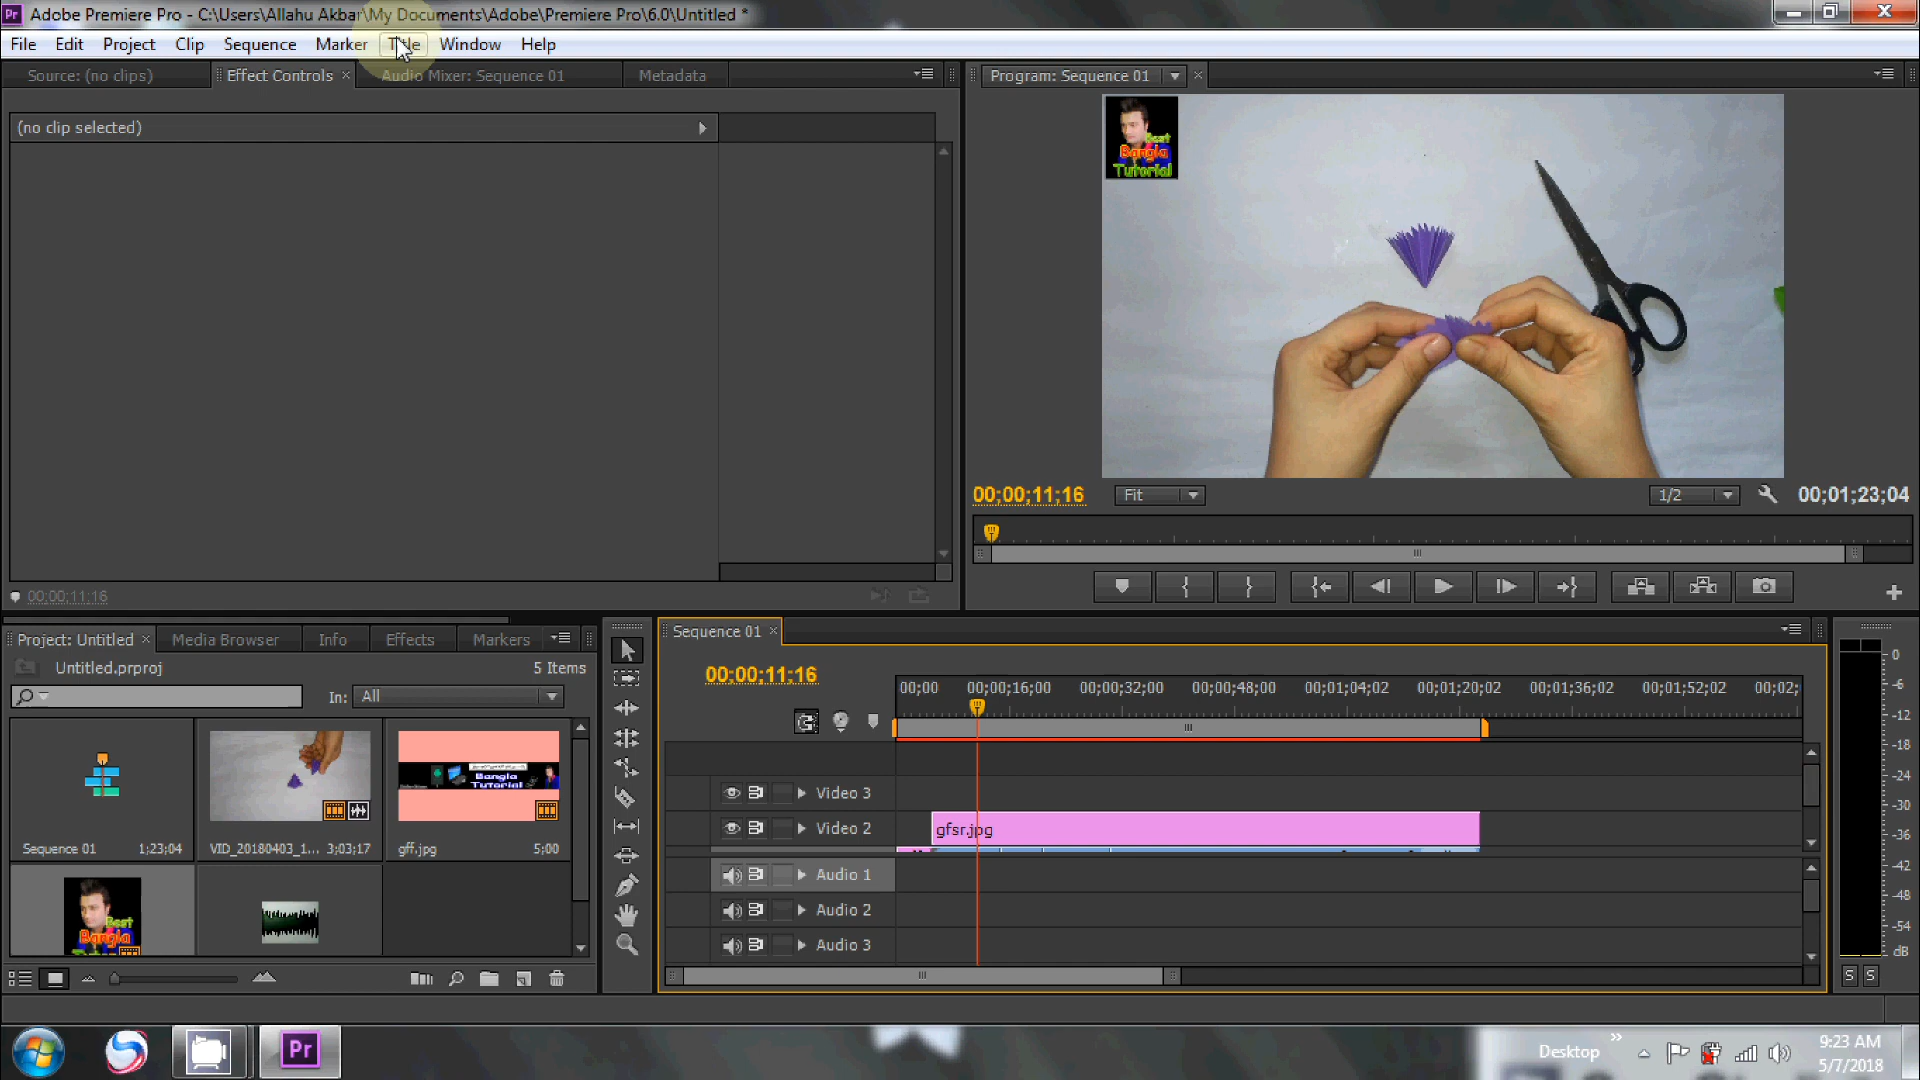 Adobe Premiere Pro - C:\Users\Allahu Akbar\My Documents\Adobe\Premiere Pro\6.0\Untitled *
File Edit Project Clip Sequence Marker Title Window Help
Source: (no clips) Effect Controls Audio Mixer: Sequence 01 Metadata
Program: Sequence 01
(no clip selected)
Best
Bangla
Tutorial
00;00;11;16 Fit 1/2 00;01;23;04
00;00;11;16
Project: Untitled Media Browser Info Effects Markers
Untitled.prproj 5 Items
In: All
Sequence 01 1;23;04
VID_20180403_1... 3;03;17
gff.jpg 5;00
Bangla
Tutorial
Best
Bangla
Sequence 01
00;00;11;16
00;00 00;00;16;00 00;00;32;00 00;00;48;00 00;01;04;02 00;01;20;02 00;01;36;02 00;01;52;02 00;02;
Video 3
Video 2 gfsr.jpg
Audio 1
Audio 2
Audio 3
0
-6
-12
-18
-24
-30
-36
-42
-48
-54
dB
S S
Pr
Desktop
9:23 AM
5/7/2018